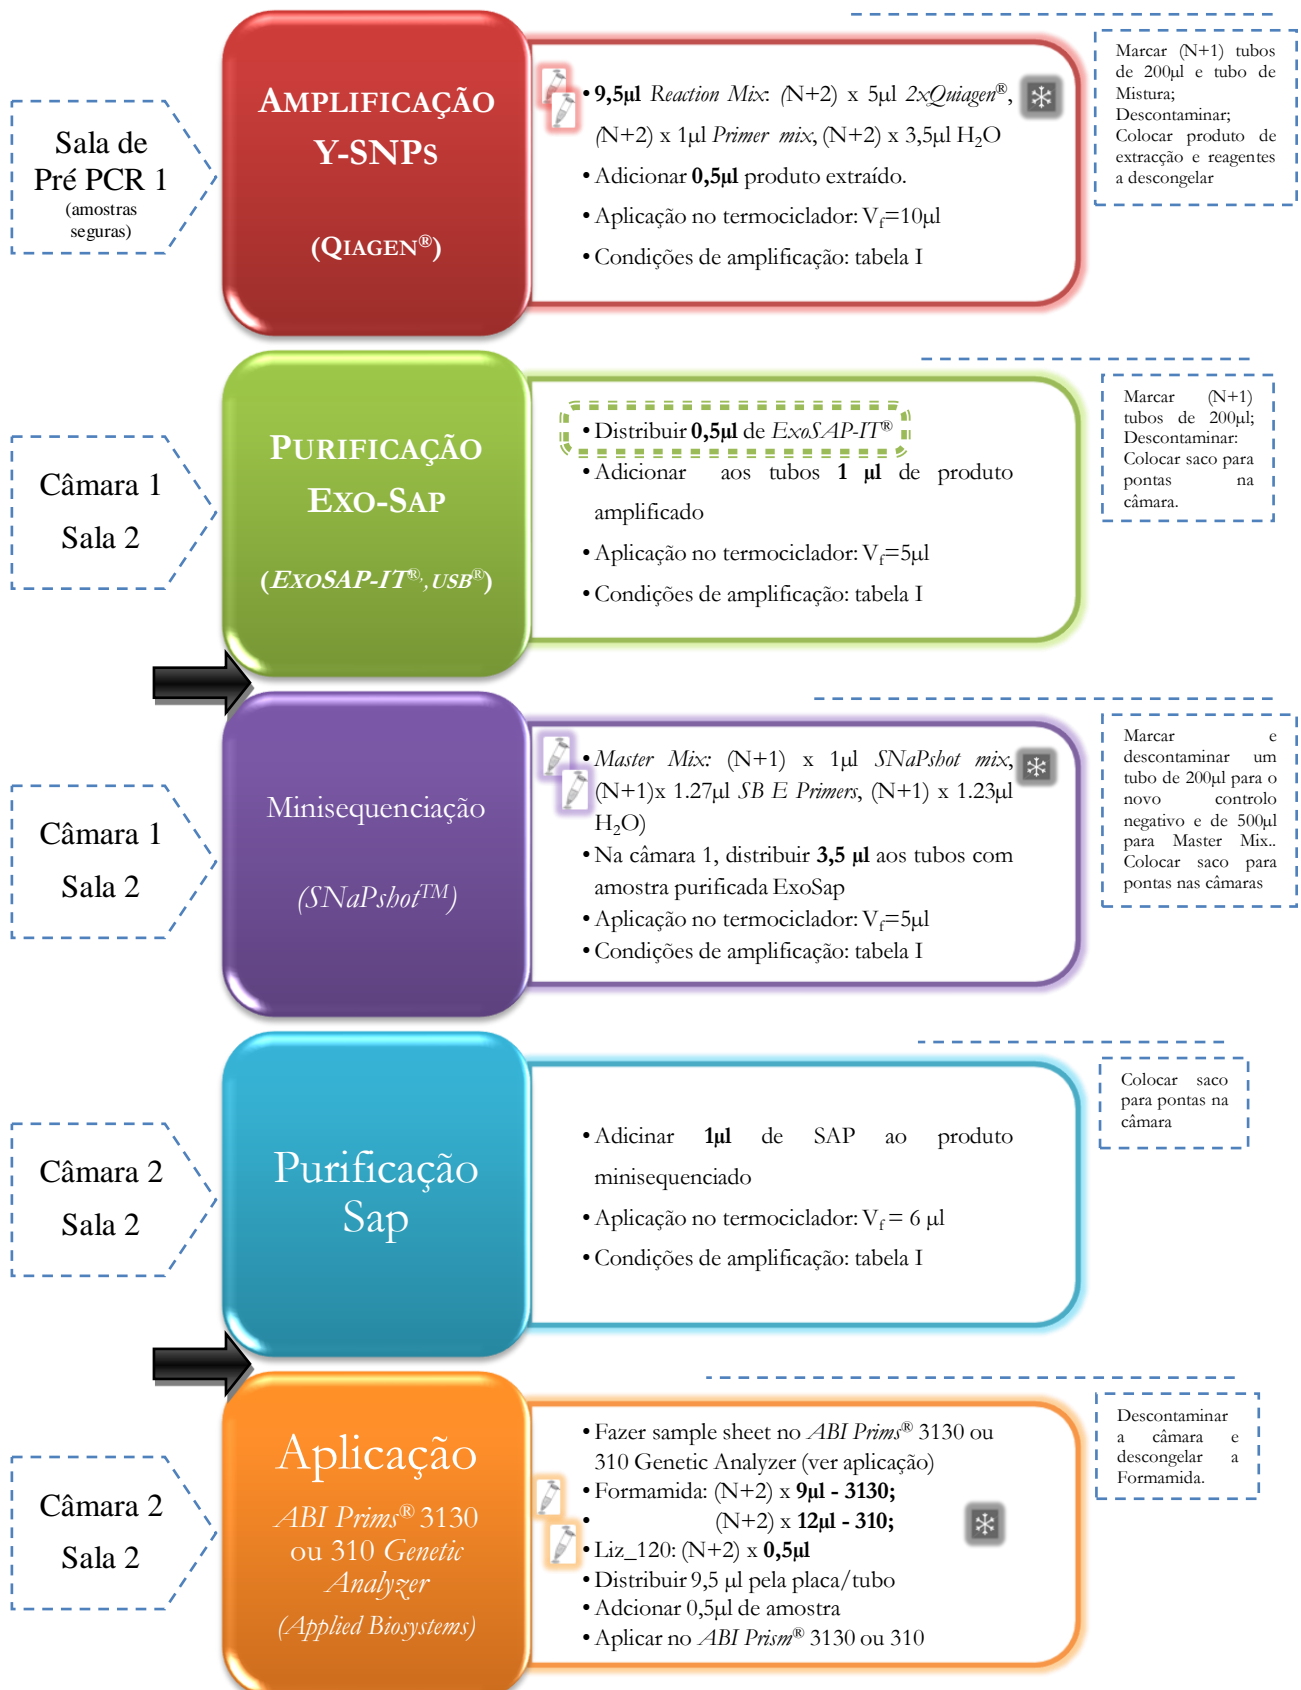 Sala de
Pré PCR 1
(amostras
seguras)
AMPLIFICAÇÃO
Y-SNPS
(QIAGEN®)
• 9,5µl Reaction Mix: (N+2) x 5µl 2xQuiagen®,
(N+2) x 1µl Primer mix, (N+2) x 3,5µl H₂O
• Adicionar 0,5µl produto extraído.
• Aplicação no termociclador: Vf=10µl
• Condições de amplificação: tabela I
Marcar (N+1) tubos
de 200µl e tubo de
Mistura;
Descontaminar;
Colocar produto de
extracção e reagentes
a descongelar
Câmara 1
Sala 2
PURIFICAÇÃO
EXO-SAP
(EXOSAP-IT®, USB®)
• Distribuir 0,5µl de ExoSAP-IT®
• Adicionar aos tubos 1 µl de produto
amplificado
• Aplicação no termociclador: Vf=5µl
• Condições de amplificação: tabela I
Marcar (N+1)
tubos de 200µl;
Descontaminar:
Colocar saco para
pontas na
câmara.
Câmara 1
Sala 2
Minisequenciação
(SNaPshot™)
• Master Mix: (N+1) x 1µl SNaPshot mix,
(N+1)x 1.27µl SB E Primers, (N+1) x 1.23µl
H₂O)
• Na câmara 1, distribuir 3,5 µl aos tubos com
amostra purificada ExoSap
• Aplicação no termociclador: Vf=5µl
• Condições de amplificação: tabela I
Marcar e
descontaminar um
tubo de 200µl para o
novo controlo
negativo e de 500µl
para Master Mix..
Colocar saco para
pontas nas câmaras
Câmara 2
Sala 2
Purificação
Sap
• Adicinar 1µl de SAP ao produto
minisequenciado
• Aplicação no termociclador: Vf = 6 µl
• Condições de amplificação: tabela I
Colocar saco
para pontas na
câmara
Câmara 2
Sala 2
Aplicação
ABI Prims® 3130
ou 310 Genetic
Analyzer
(Applied Biosystems)
• Fazer sample sheet no ABI Prims® 3130 ou
310 Genetic Analyzer (ver aplicação)
• Formamida: (N+2) x 9µl - 3130;
• (N+2) x 12µl - 310;
• Liz_120: (N+2) x 0,5µl
• Distribuir 9,5 µl pela placa/tubo
• Adcionar 0,5µl de amostra
• Aplicar no ABI Prism® 3130 ou 310
Descontaminar
a câmara e
descongelar a
Formamida.